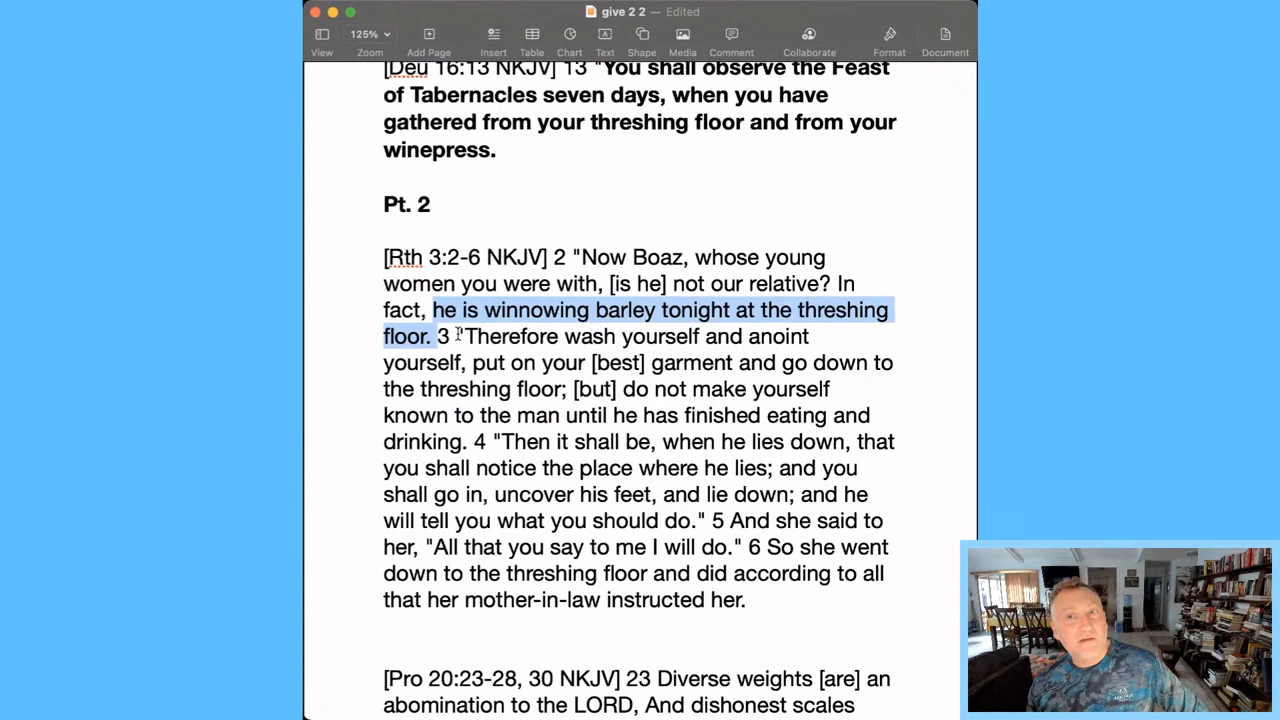 give 2 2 — Edited
125%
View Zoom Add Page Insert Table Chart Text Shape Media Comment Collaborate Format Document
[Deu 16:13 NKJV] 13 "You shall observe the Feast
of Tabernacles seven days, when you have
gathered from your threshing floor and from your
winepress.
Pt. 2
[Rth 3:2-6 NKJV] 2 "Now Boaz, whose young
women you were with, [is he] not our relative? In
fact, he is winnowing barley tonight at the threshing
floor. 3 "Therefore wash yourself and anoint
yourself, put on your [best] garment and go down to
the threshing floor; [but] do not make yourself
known to the man until he has finished eating and
drinking. 4 "Then it shall be, when he lies down, that
you shall notice the place where he lies; and you
shall go in, uncover his feet, and lie down; and he
will tell you what you should do." 5 And she said to
her, "All that you say to me I will do." 6 So she went
down to the threshing floor and did according to all
that her mother-in-law instructed her.
[Pro 20:23-28, 30 NKJV] 23 Diverse weights [are] an
abomination to the LORD, And dishonest scales